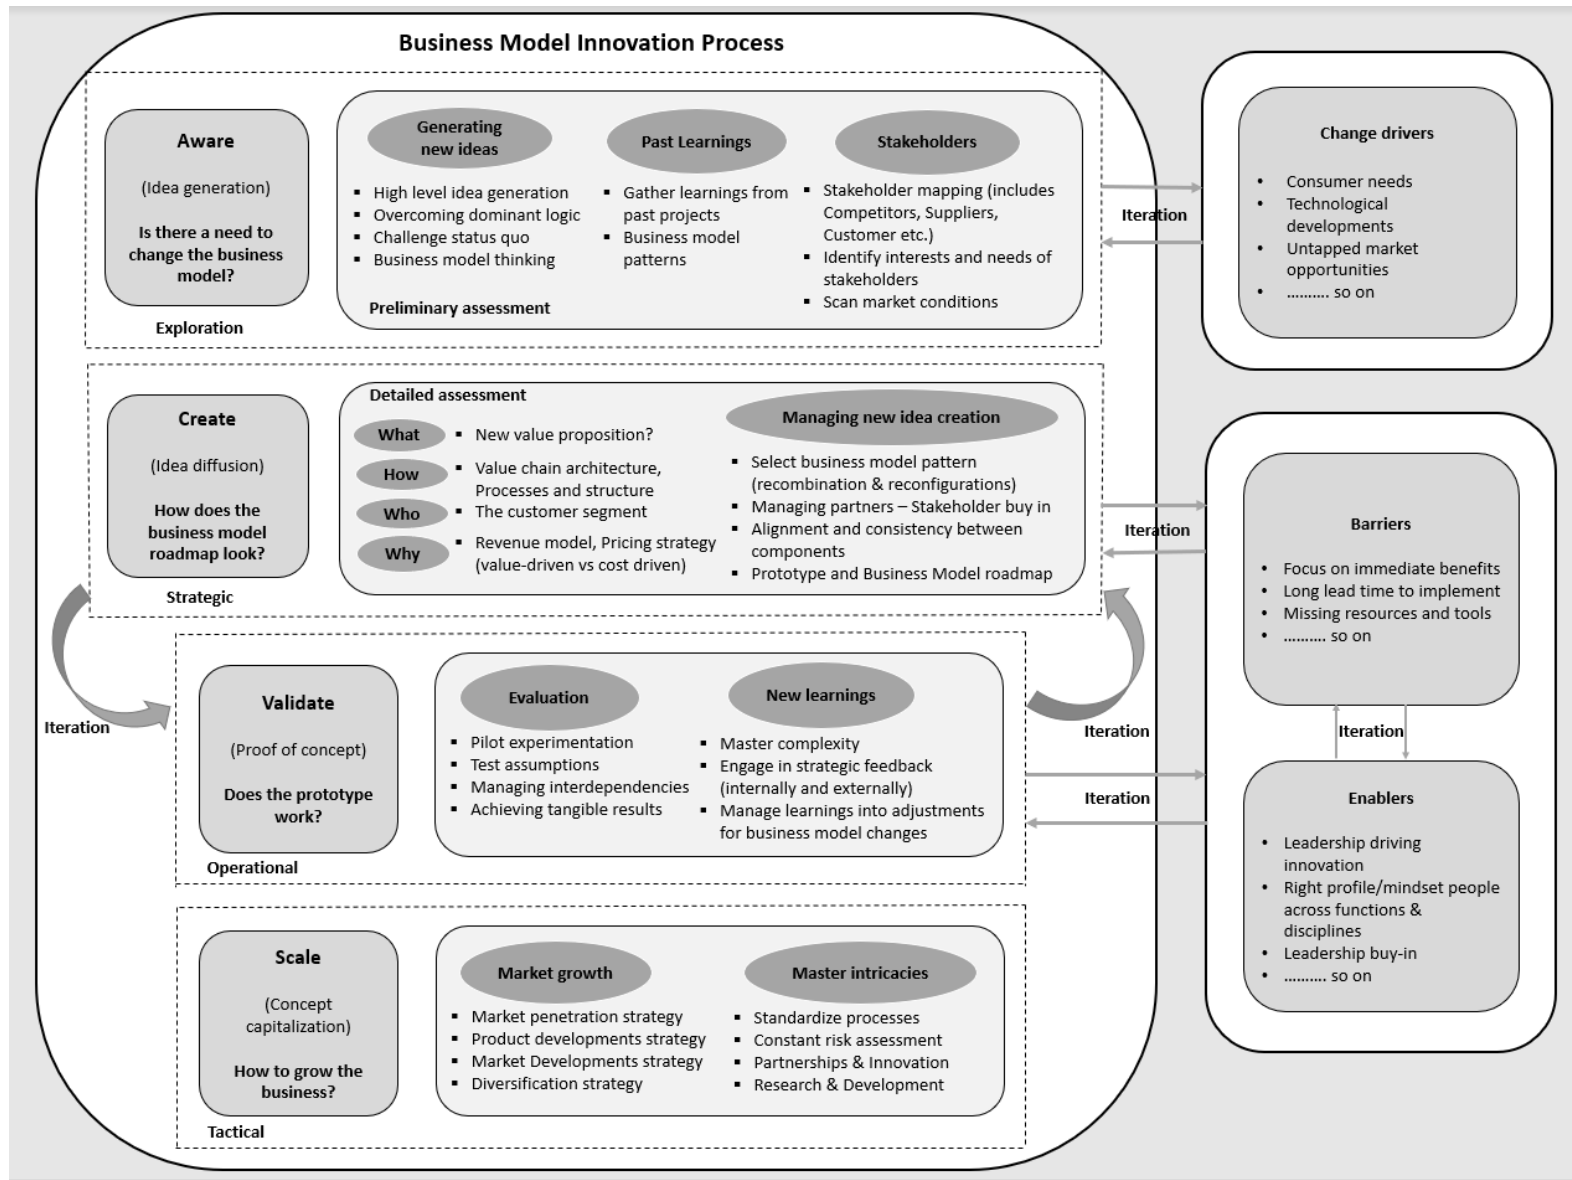 Business Model Innovation Process
Aware
(Idea generation)
Is there a need to
change the business
model?
Exploration
Generating
new ideas
▪ High level idea generation
▪ Overcoming dominant logic
▪ Challenge status quo
▪ Business model thinking
Preliminary assessment
Past Learnings
▪ Gather learnings from
past projects
▪ Business model
patterns
Stakeholders
▪ Stakeholder mapping (includes
Competitors, Suppliers,
Customer etc.)
▪ Identify interests and needs of
stakeholders
▪ Scan market conditions
Iteration
Change drivers
• Consumer needs
• Technological
developments
• Untapped market
opportunities
• .......... so on
Create
(Idea diffusion)
How does the
business model
roadmap look?
Strategic
Detailed assessment
What
▪ New value proposition?
How
▪ Value chain architecture,
Processes and structure
Who
▪ The customer segment
Why
▪ Revenue model, Pricing strategy
(value-driven vs cost driven)
Managing new idea creation
▪ Select business model pattern
(recombination & reconfigurations)
▪ Managing partners – Stakeholder buy in
▪ Alignment and consistency between
components
▪ Prototype and Business Model roadmap
Iteration
Barriers
• Focus on immediate benefits
• Long lead time to implement
• Missing resources and tools
• .......... so on
Iteration
Iteration
Validate
(Proof of concept)
Does the prototype
work?
Operational
Evaluation
▪ Pilot experimentation
▪ Test assumptions
▪ Managing interdependencies
▪ Achieving tangible results
New learnings
▪ Master complexity
▪ Engage in strategic feedback
(internally and externally)
▪ Manage learnings into adjustments
for business model changes
Iteration
Iteration
Enablers
• Leadership driving
innovation
• Right profile/mindset people
across functions &
disciplines
• Leadership buy-in
• .......... so on
Scale
(Concept
capitalization)
How to grow the
business?
Tactical
Market growth
▪ Market penetration strategy
▪ Product developments strategy
▪ Market Developments strategy
▪ Diversification strategy
Master intricacies
▪ Standardize processes
▪ Constant risk assessment
▪ Partnerships & Innovation
▪ Research & Development